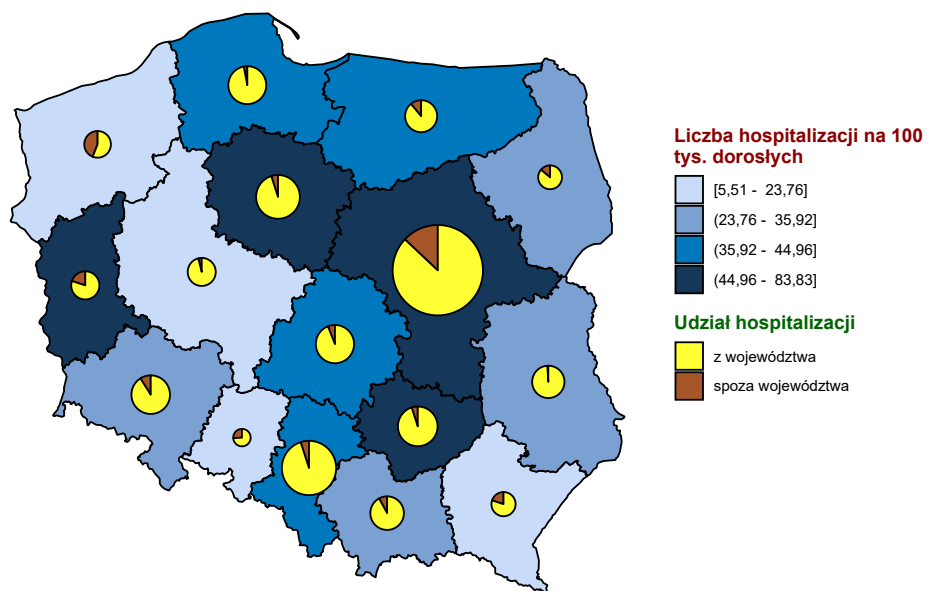 Liczba hospitalizacji na 100
tys. dorosłych
[5,51 - 23,76]
(23,76 - 35,92]
(35,92 - 44,96]
(44,96 - 83,83]
Udział hospitalizacji
z województwa
spoza województwa